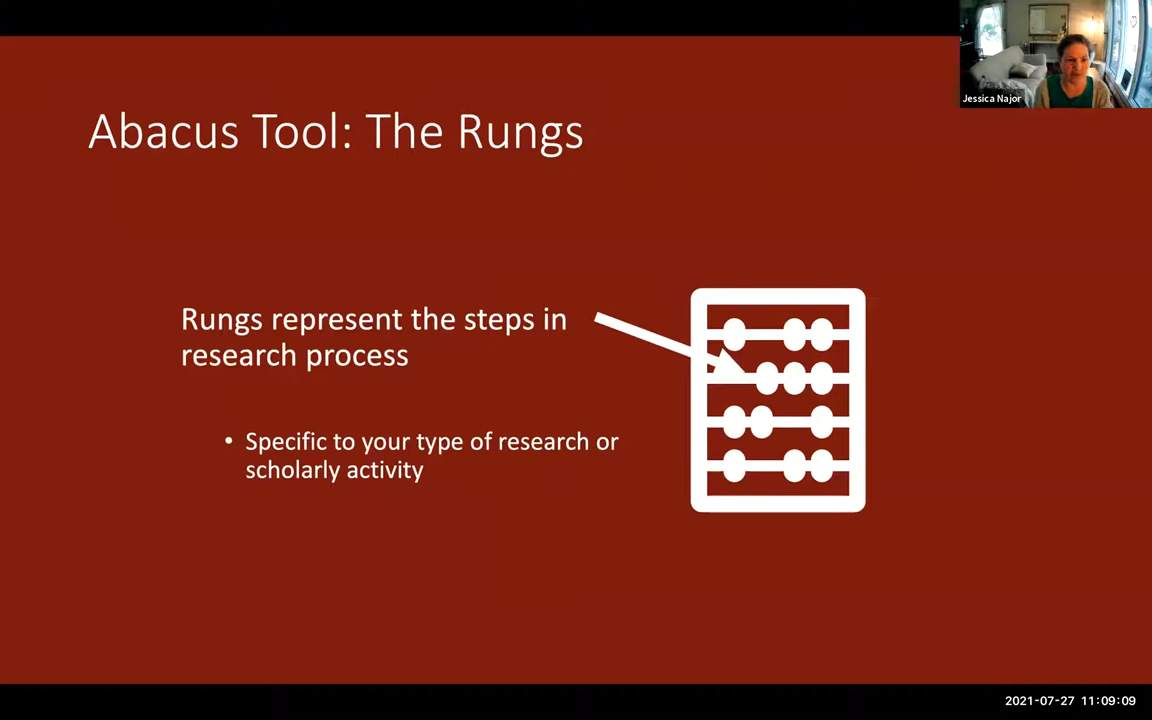 Jessica Najor
Abacus Tool: The Rungs
Rungs represent the steps in
research process
• Specific to your type of research or
scholarly activity
2021-07-27 11:09:09